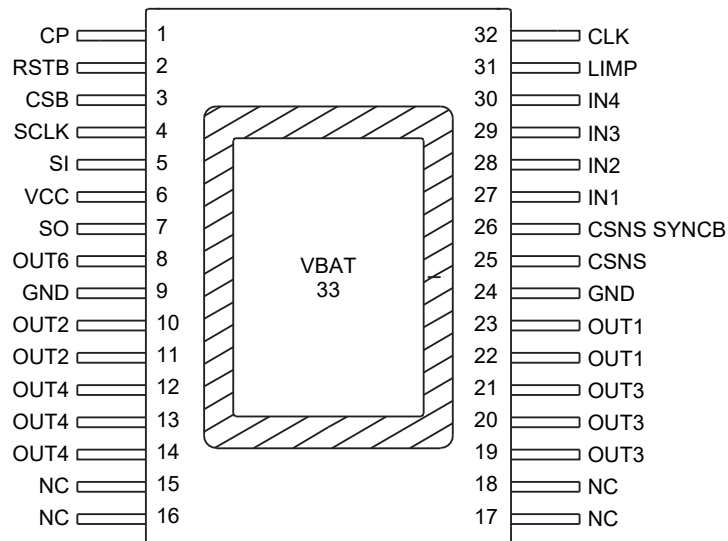 CP 1 32 CLK
RSTB 2 31 LIMP
CSB 3 30 IN4
SCLK 4 29 IN3
SI 5 28 IN2
VCC 6 27 IN1
SO 7 26 CSNS SYNCB
OUT6 8 25 CSNS
VBAT
33
GND 9 24 GND
OUT2 10 23 OUT1
OUT2 11 22 OUT1
OUT4 12 21 OUT3
OUT4 13 20 OUT3
OUT4 14 19 OUT3
NC 15 18 NC
NC 16 17 NC